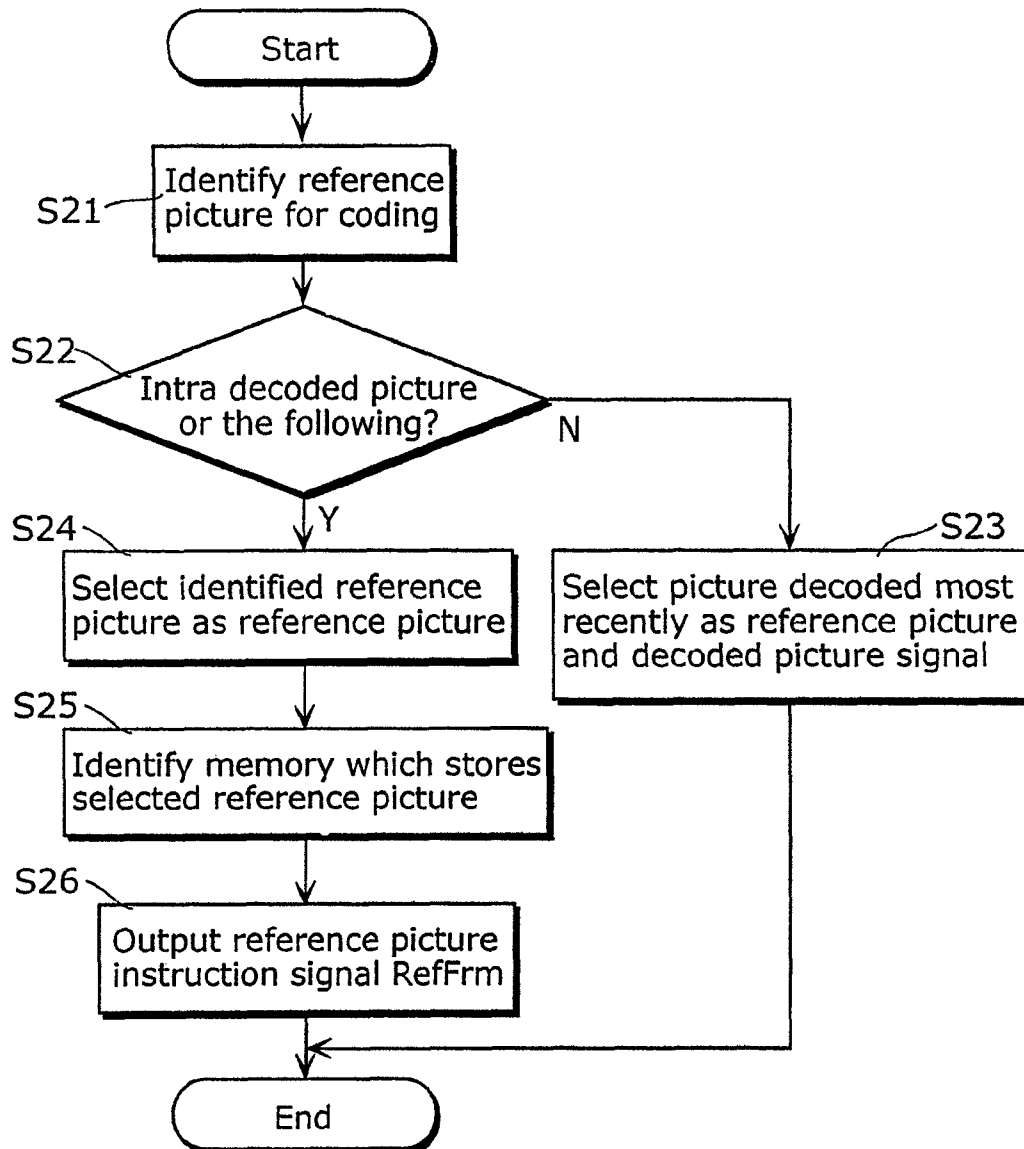 Start
S21
Identify reference
picture for coding
S22
Intra decoded picture
or the following?
N
Y
S24
Select identified reference
picture as reference picture
S23
Select picture decoded most
recently as reference picture
and decoded picture signal
S25
Identify memory which stores
selected reference picture
S26
Output reference picture
instruction signal RefFrm
End